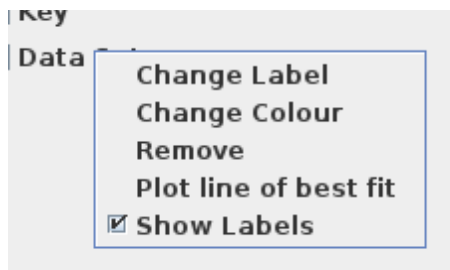 Key
Data
Change Label
Change Colour
Remove
Plot line of best fit
Show Labels